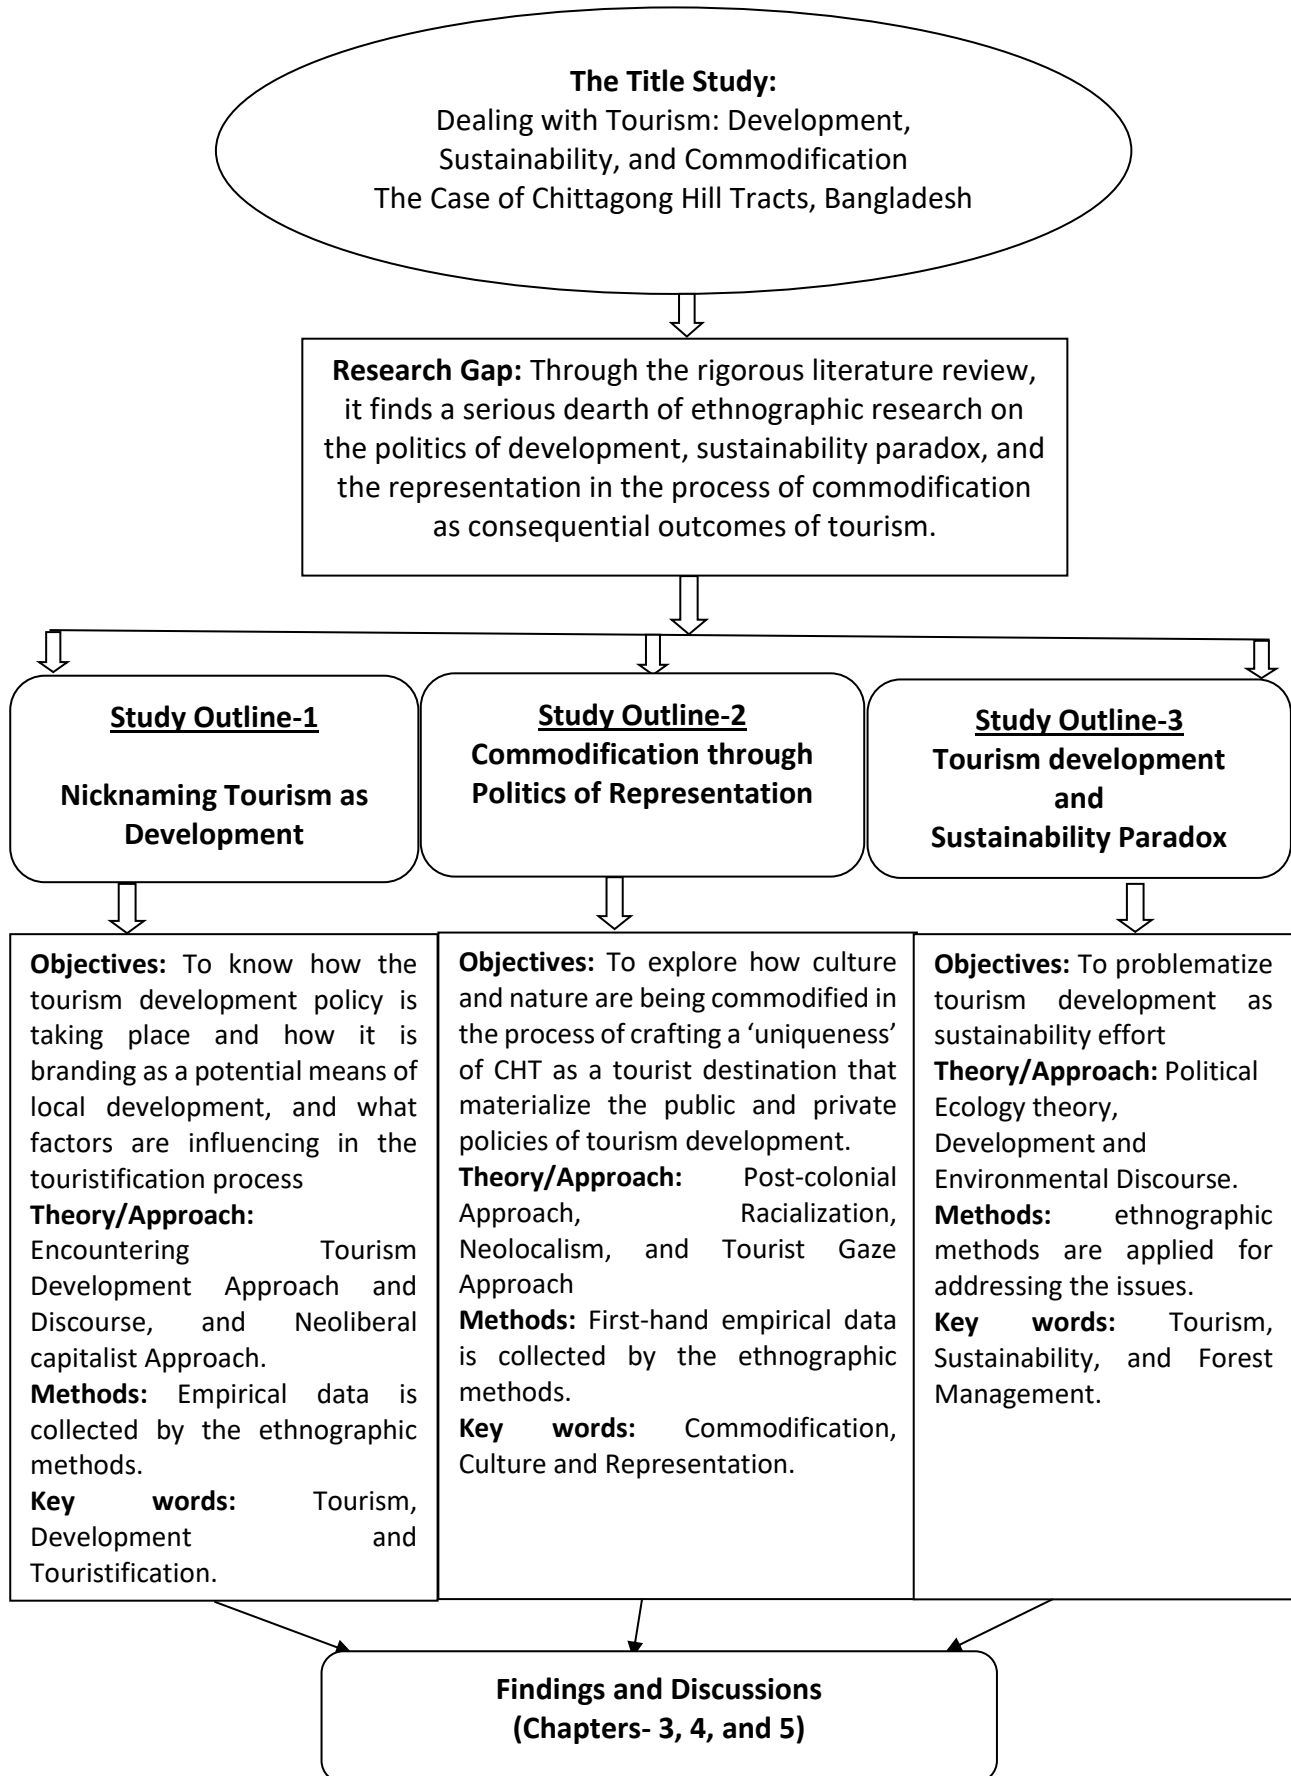 The Title Study:
Dealing with Tourism: Development,
Sustainability, and Commodification
The Case of Chittagong Hill Tracts, Bangladesh
Research Gap: Through the rigorous literature review,
it finds a serious dearth of ethnographic research on
the politics of development, sustainability paradox, and
the representation in the process of commodification
as consequential outcomes of tourism.
Study Outline-1
Nicknaming Tourism as
Development
Study Outline-2
Commodification through
Politics of Representation
Study Outline-3
Tourism development
and
Sustainability Paradox
Objectives: To know how the
tourism development policy is
taking place and how it is
branding as a potential means of
local development, and what
factors are influencing in the
touristification process
Theory/Approach:
Encountering Tourism
Development Approach and
Discourse, and Neoliberal
capitalist Approach.
Methods: Empirical data is
collected by the ethnographic
methods.
Key words: Tourism,
Development and
Touristification.
Objectives: To explore how culture
and nature are being commodified in
the process of crafting a ‘uniqueness’
of CHT as a tourist destination that
materialize the public and private
policies of tourism development.
Theory/Approach: Post-colonial
Approach, Racialization,
Neolocalism, and Tourist Gaze
Approach
Methods: First-hand empirical data
is collected by the ethnographic
methods.
Key words: Commodification,
Culture and Representation.
Objectives: To problematize
tourism development as
sustainability effort
Theory/Approach: Political
Ecology theory,
Development and
Environmental Discourse.
Methods: ethnographic
methods are applied for
addressing the issues.
Key words: Tourism,
Sustainability, and Forest
Management.
Findings and Discussions
(Chapters- 3, 4, and 5)